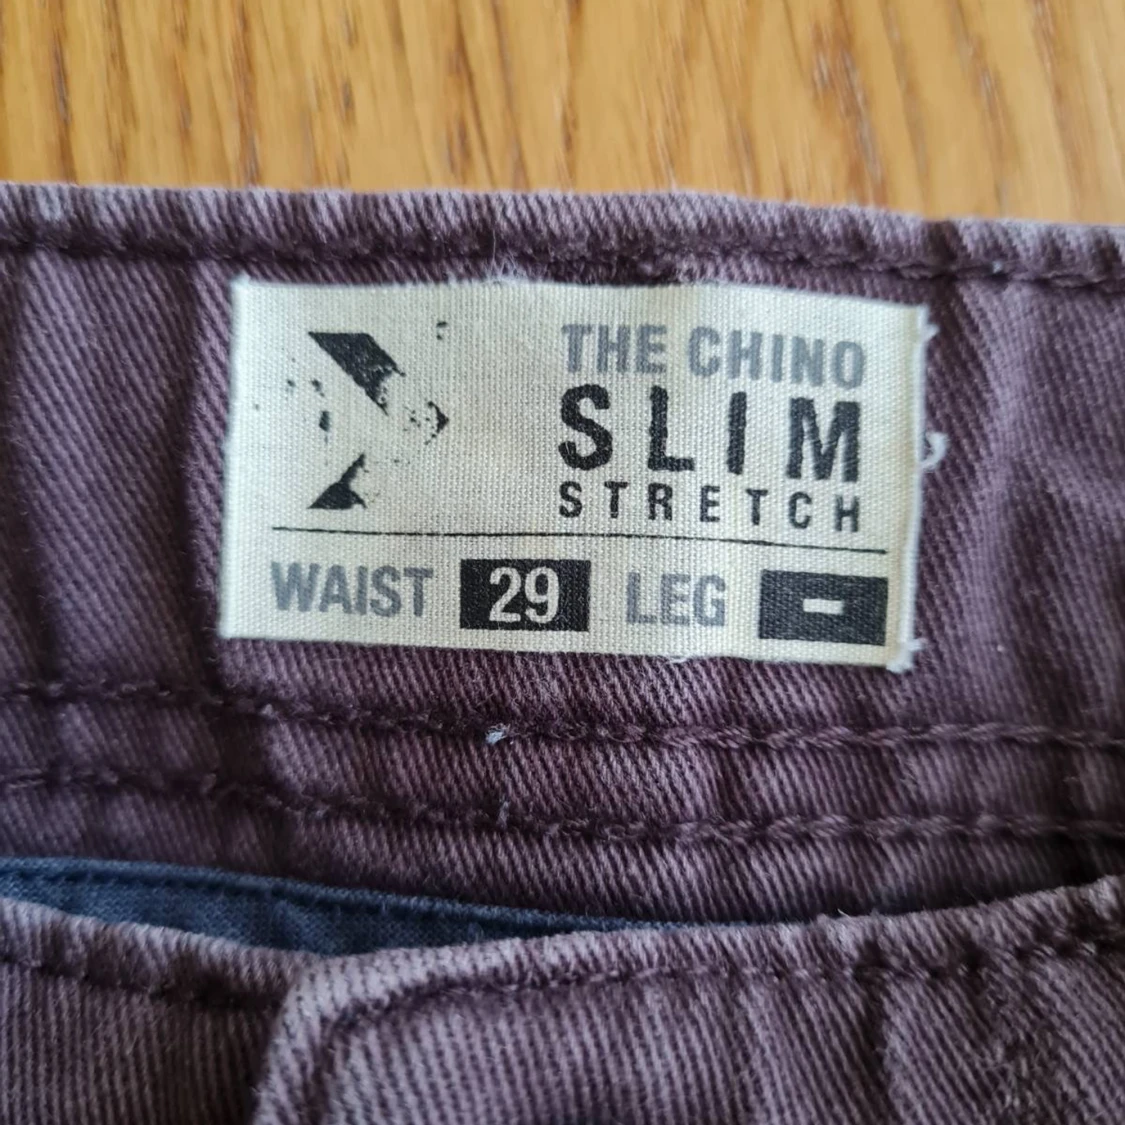 THE CHINO
SLIM
STRETCH
WAIST 29 LEG -